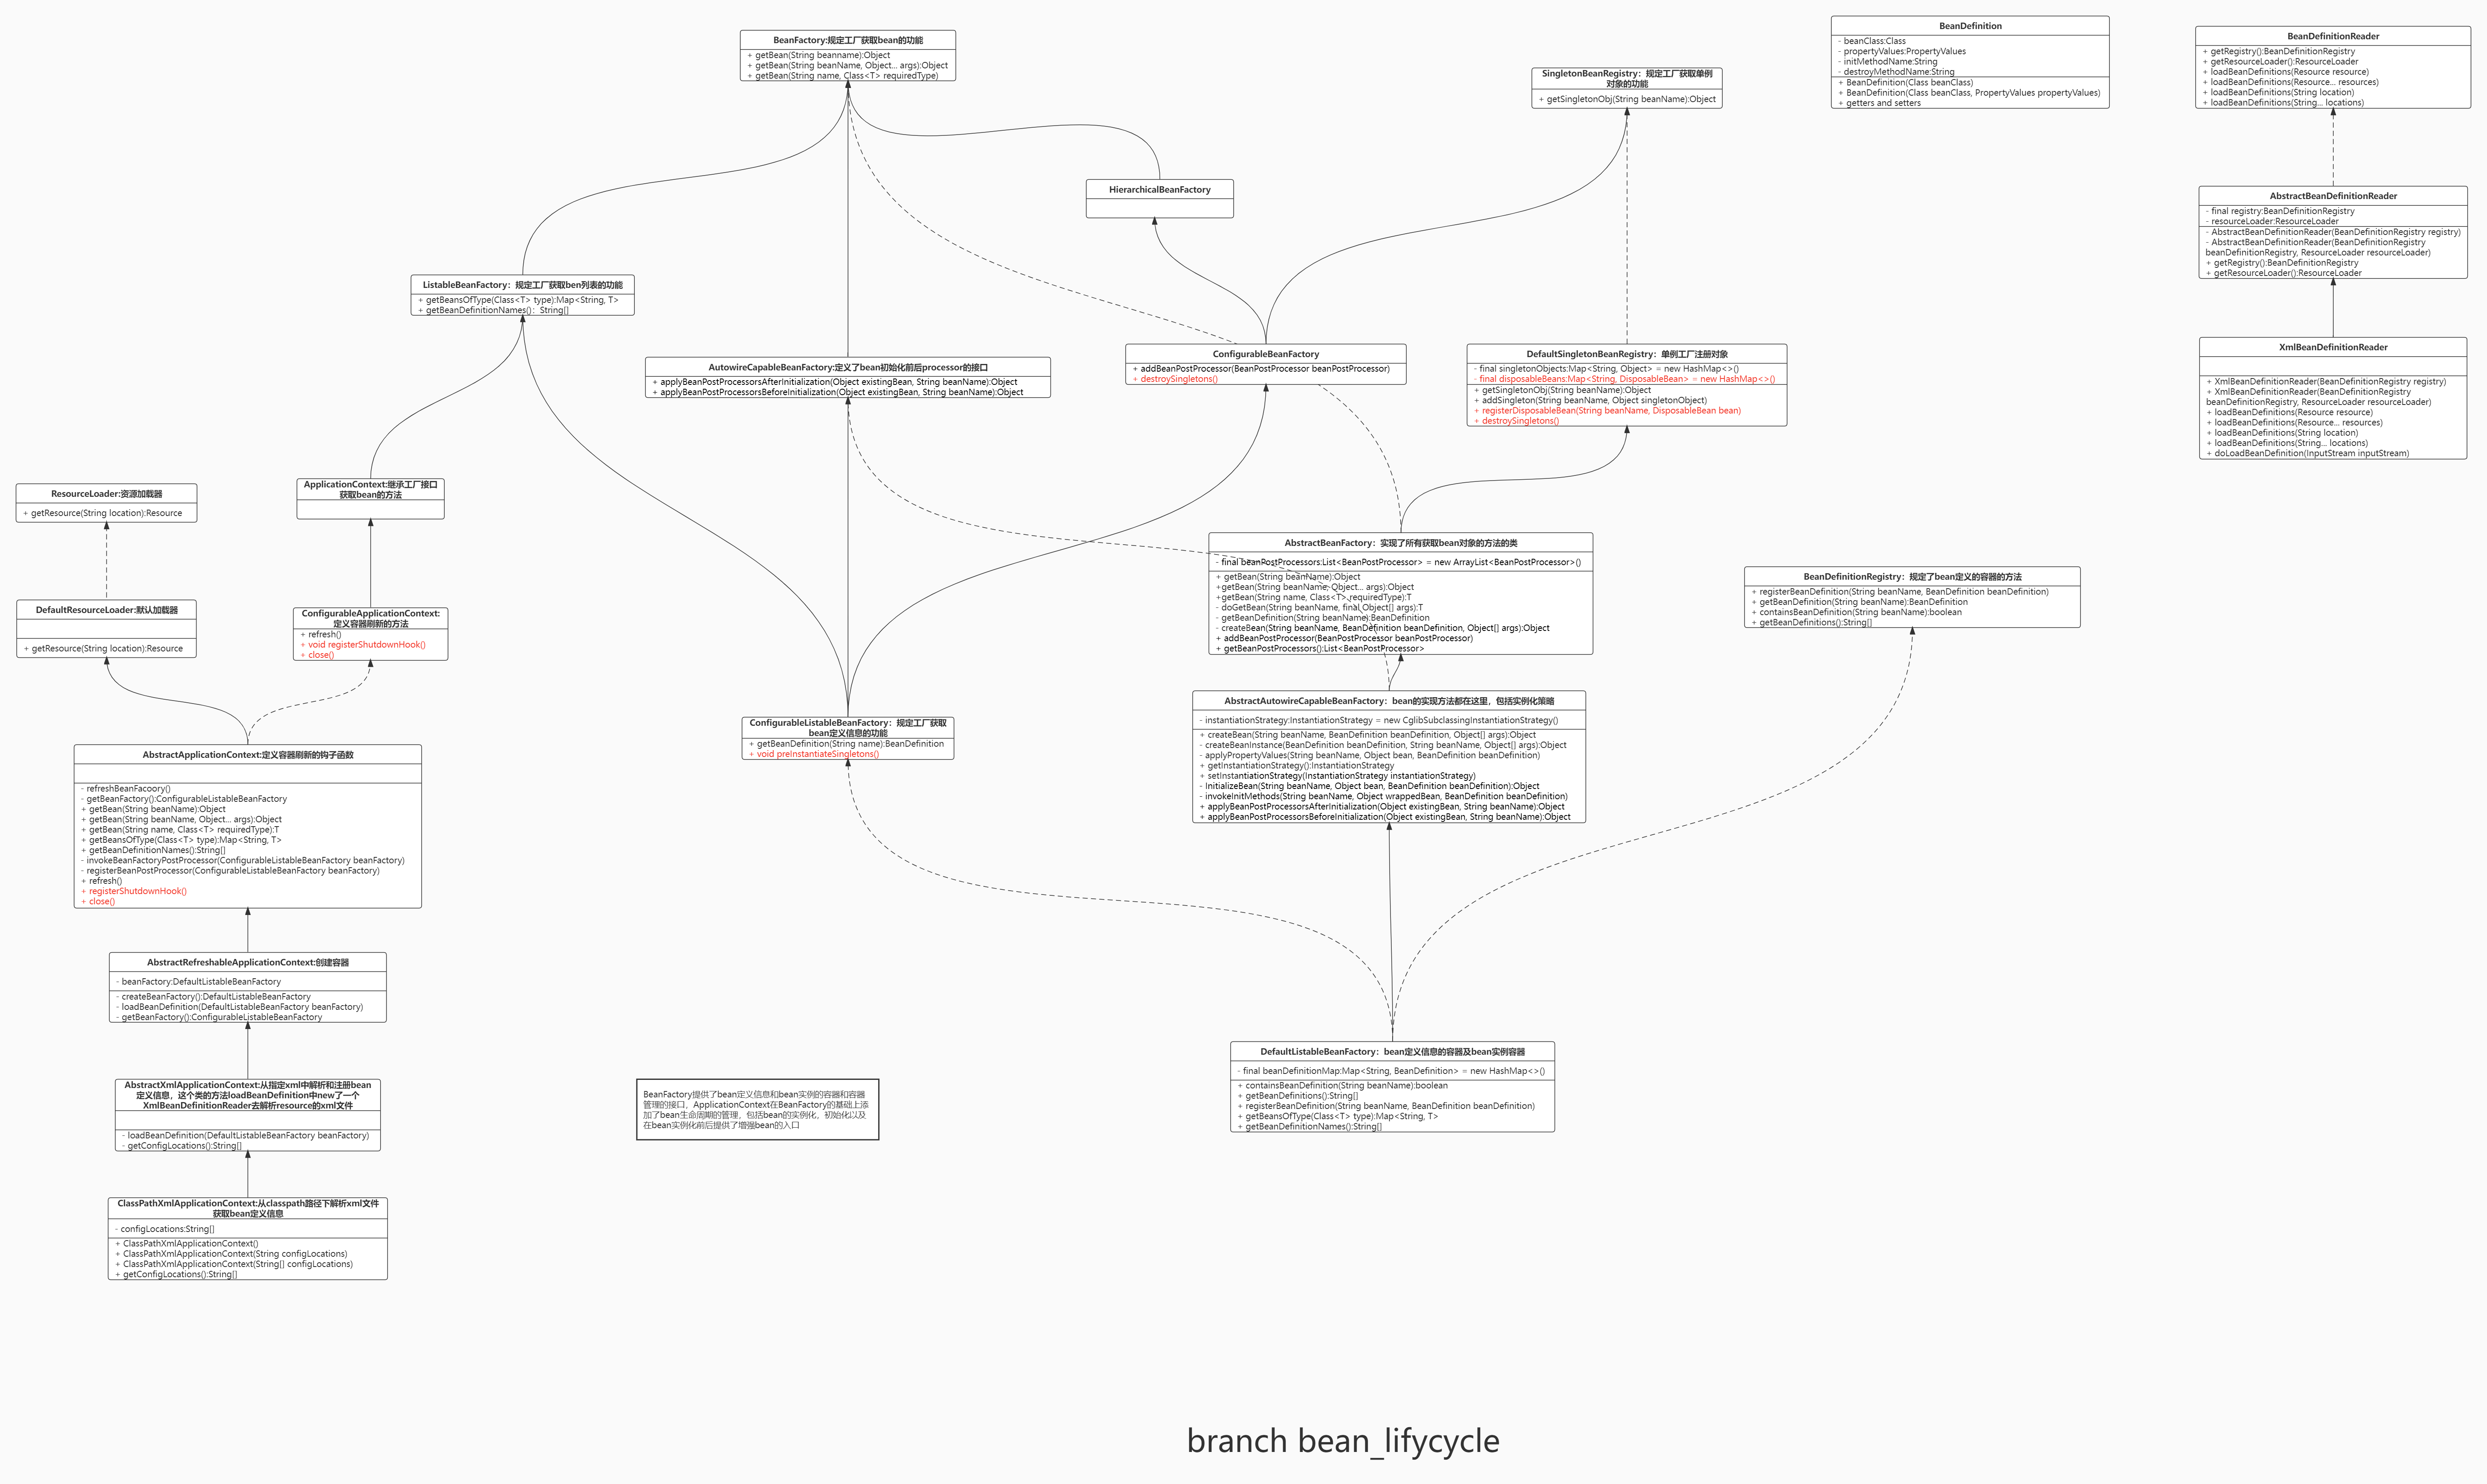 BeanFactory:规定工厂获取bean的功能
+ getBean(String beanname):Object
+ getBean(String beanName, Object... args):Object
+ getBean(String name, Class<T> requiredType)
SingletonBeanRegistry：规定工厂获取单例
对象的功能
+ getSingletonObj(String beanName):Object
BeanDefinition
- beanClass:Class
- propertyValues:PropertyValues
- initMethodName:String
- destroyMethodName:String
+ BeanDefinition(Class beanClass)
+ BeanDefinition(Class beanClass, PropertyValues propertyValues)
+ getters and setters
BeanDefinitionReader
+ getRegistry():BeanDefinitionRegistry
+ getResourceLoader():ResourceLoader
+ loadBeanDefinitions(Resource resource)
+ loadBeanDefinitions(Resource... resources)
+ loadBeanDefinitions(String location)
+ loadBeanDefinitions(String... locations)
HierarchicalBeanFactory
AbstractBeanDefinitionReader
- final registry:BeanDefinitionRegistry
- resourceLoader:ResourceLoader
- AbstractBeanDefinitionReader(BeanDefinitionRegistry registry)
- AbstractBeanDefinitionReader(BeanDefinitionRegistry
beanDefinitionRegistry, ResourceLoader resourceLoader)
+ getRegistry():BeanDefinitionRegistry
+ getResourceLoader():ResourceLoader
ListableBeanFactory：规定工厂获取ben列表的功能
+ getBeansOfType(Class<T> type):Map<String, T>
+ getBeanDefinitionNames()：String[]
AutowireCapableBeanFactory:定义了bean初始化前后processor的接口
+ applyBeanPostProcessorsAfterInitialization(Object existingBean, String beanName):Object
+ applyBeanPostProcessorsBeforeInitialization(Object existingBean, String beanName):Object
ConfigurableBeanFactory
+ addBeanPostProcessor(BeanPostProcessor beanPostProcessor)
+ destroySingletons()
DefaultSingletonBeanRegistry：单例工厂注册对象
- final singletonObjects:Map<String, Object> = new HashMap<>()
- final disposableBeans:Map<String, DisposableBean> = new HashMap<>()
+ getSingletonObj(String beanName):Object
+ addSingleton(String beanName, Object singletonObject)
+ registerDisposableBean(String beanName, DisposableBean bean)
+ destroySingletons()
XmlBeanDefinitionReader
+ XmlBeanDefinitionReader(BeanDefinitionRegistry registry)
+ XmlBeanDefinitionReader(BeanDefinitionRegistry
beanDefinitionRegistry, ResourceLoader resourceLoader)
+ loadBeanDefinitions(Resource resource)
+ loadBeanDefinitions(Resource... resources)
+ loadBeanDefinitions(String location)
+ loadBeanDefinitions(String... locations)
+ doLoadBeanDefinition(InputStream inputStream)
ResourceLoader:资源加载器
+ getResource(String location):Resource
ApplicationContext:继承工厂接口
获取bean的方法
AbstractBeanFactory：实现了所有获取bean对象的方法的类
- final beanPostProcessors:List<BeanPostProcessor> = new ArrayList<BeanPostProcessor>()
+ getBean(String beanName):Object
+getBean(String beanName, Object... args):Object
+getBean(String name, Class<T> requiredType):T
- doGetBean(String beanName, final Object[] args):T
- getBeanDefinition(String beanName):BeanDefinition
- createBean(String beanName, BeanDefinition beanDefinition, Object[] args):Object
+ addBeanPostProcessor(BeanPostProcessor beanPostProcessor)
+ getBeanPostProcessors():List<BeanPostProcessor>
BeanDefinitionRegistry：规定了bean定义的容器的方法
+ registerBeanDefinition(String beanName, BeanDefinition beanDefinition)
+ getBeanDefinition(String beanName):BeanDefinition
+ containsBeanDefinition(String beanName):boolean
+ getBeanDefinitions():String[]
DefaultResourceLoader:默认加载器
+ getResource(String location):Resource
ConfigurableApplicationContext:
定义容器刷新的方法
+ refresh()
+ void registerShutdownHook()
+ close()
AbstractAutowireCapableBeanFactory：bean的实现方法都在这里，包括实例化策略
- instantiationStrategy:InstantiationStrategy = new CglibSubclassingInstantiationStrategy()
+ createBean(String beanName, BeanDefinition beanDefinition, Object[] args):Object
- createBeanInstance(BeanDefinition beanDefinition, String beanName, Object[] args):Object
- applyPropertyValues(String beanName, Object bean, BeanDefinition beanDefinition)
+ getInstantiationStrategy():InstantiationStrategy
+ setInstantiationStrategy(InstantiationStrategy instantiationStrategy)
- InitializeBean(String beanName, Object bean, BeanDefinition beanDefinition):Object
- invokeInitMethods(String beanName, Object wrappedBean, BeanDefinition beanDefinition)
+ applyBeanPostProcessorsAfterInitialization(Object existingBean, String beanName):Object
+ applyBeanPostProcessorsBeforeInitialization(Object existingBean, String beanName):Object
ConfigurableListableBeanFactory：规定工厂获取
bean定义信息的功能
+ getBeanDefinition(String name):BeanDefinition
+ void preInstantiateSingletons()
AbstractApplicationContext:定义容器刷新的钩子函数
- refreshBeanFacoory()
- getBeanFactory():ConfigurableListableBeanFactory
+ getBean(String beanName):Object
+ getBean(String beanName, Object... args):Object
+ getBean(String name, Class<T> requiredType):T
+ getBeansOfType(Class<T> type):Map<String, T>
+ getBeanDefinitionNames():String[]
- invokeBeanFactoryPostProcessor(ConfigurableListableBeanFactory beanFactory)
- registerBeanPostProcessor(ConfigurableListableBeanFactory beanFactory)
+ refresh()
+ registerShutdownHook()
+ close()
AbstractRefreshableApplicationContext:创建容器
- beanFactory:DefaultListableBeanFactory
- createBeanFactory():DefaultListableBeanFactory
- loadBeanDefinition(DefaultListableBeanFactory beanFactory)
- getBeanFactory():ConfigurableListableBeanFactory
DefaultListableBeanFactory：bean定义信息的容器及bean实例容器
- final beanDefinitionMap:Map<String, BeanDefinition> = new HashMap<>()
+ containsBeanDefinition(String beanName):boolean
+ getBeanDefinitions():String[]
+ registerBeanDefinition(String beanName, BeanDefinition beanDefinition)
+ getBeansOfType(Class<T> type):Map<String, T>
+ getBeanDefinitionNames():String[]
AbstractXmlApplicationContext:从指定xml中解析和注册bean
定义信息，这个类的方法loadBeanDefinition中new了一个
XmlBeanDefinitionReader去解析resource的xml文件
- loadBeanDefinition(DefaultListableBeanFactory beanFactory)
- getConfigLocations():String[]
BeanFactory提供了bean定义信息和bean实例的容器和容器
管理的接口，ApplicationContext在BeanFactory的基础上添
加了bean生命周期的管理，包括bean的实例化，初始化以及
在bean实例化前后提供了增强bean的入口
ClassPathXmlApplicationContext:从classpath路径下解析xml文件
获取bean定义信息
- configLocations:String[]
+ ClassPathXmlApplicationContext()
+ ClassPathXmlApplicationContext(String configLocations)
+ ClassPathXmlApplicationContext(String[] configLocations)
+ getConfigLocations():String[]
branch bean_lifycycle